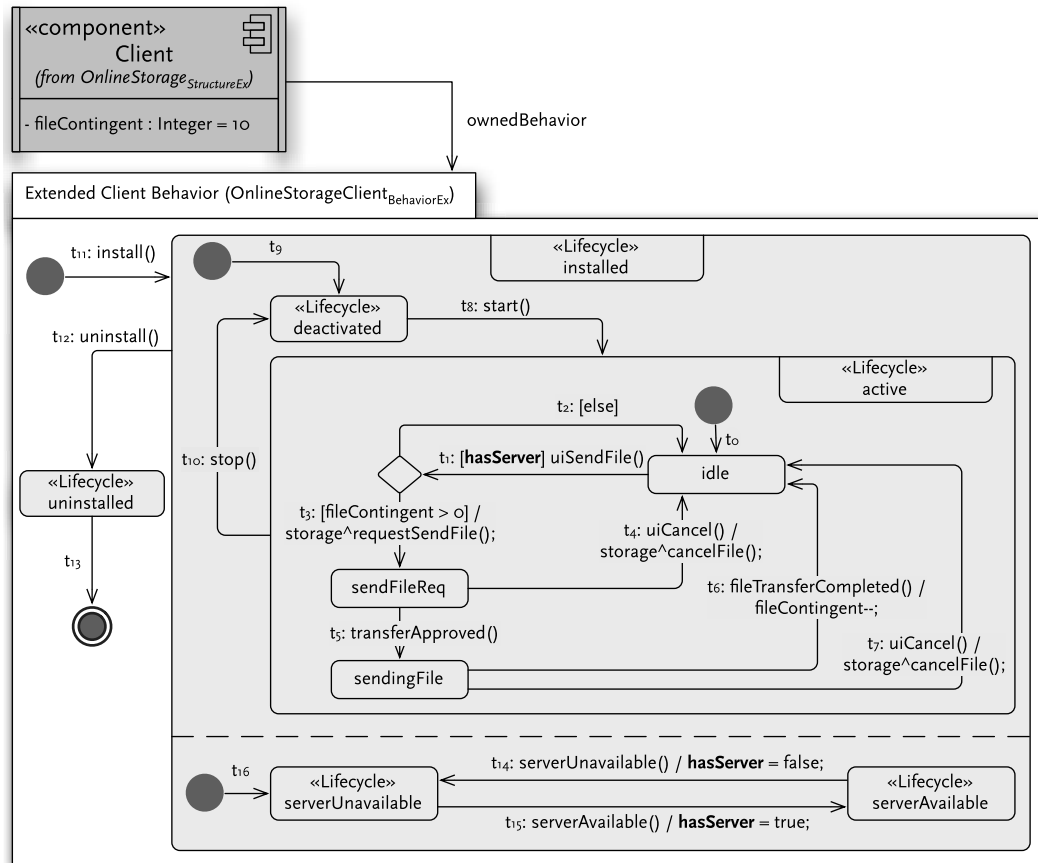 «component»
Client
(from OnlineStorage_StructureEx)
- fileContingent : Integer = 10
ownedBehavior
Extended Client Behavior (OnlineStorageClient_BehaviorEx)
t11: install()
t9
«Lifecycle»
installed
«Lifecycle»
deactivated
t8: start()
t12: uninstall()
«Lifecycle»
active
t2: [else]
t0
t10: stop()
t1: [hasServer] uiSendFile()
idle
«Lifecycle»
uninstalled
t3: [fileContingent > 0] /
storage^requestSendFile();
t4: uiCancel() /
storage^cancelFile();
t13
sendFileReq
t6: fileTransferCompleted() /
fileContingent--;
t5: transferApproved()
t7: uiCancel() /
storage^cancelFile();
sendingFile
t16
«Lifecycle»
serverUnavailable
t14: serverUnavailable() / hasServer = false;
t15: serverAvailable() / hasServer = true;
«Lifecycle»
serverAvailable